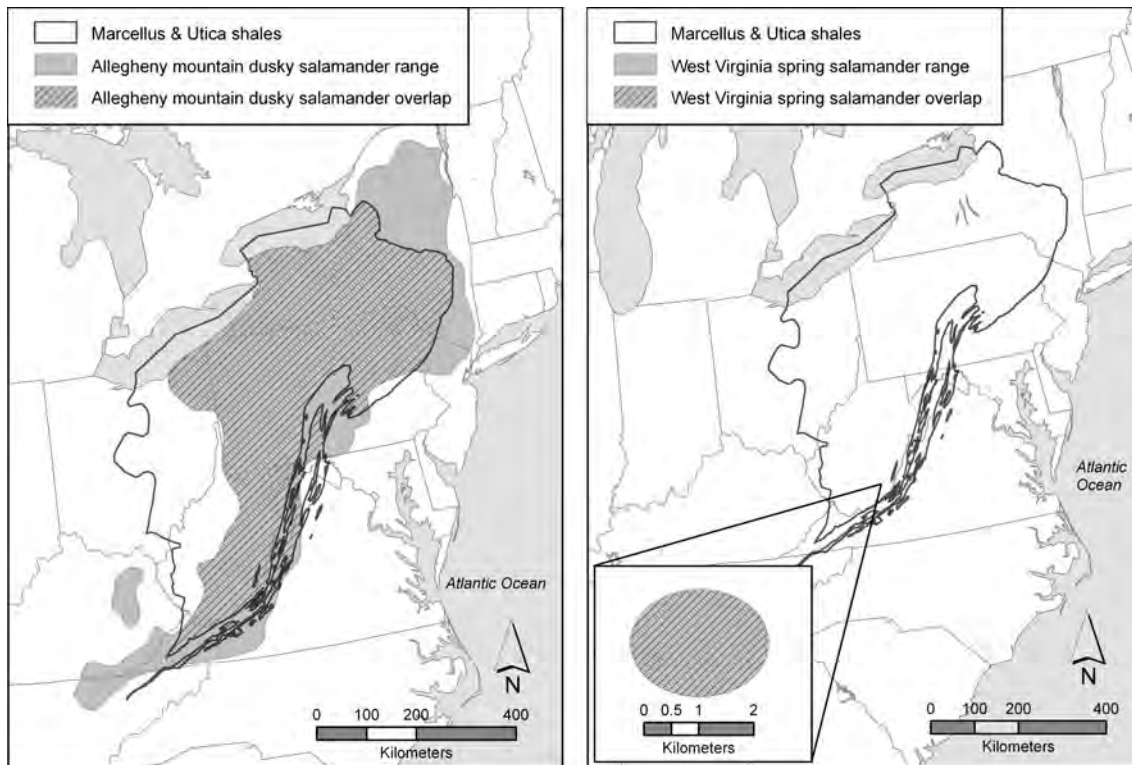 Marcellus & Utica shales
Allegheny mountain dusky salamander range
Allegheny mountain dusky salamander overlap
Atlantic Ocean
N
0 100 200 400
Kilometers
Marcellus & Utica shales
West Virginia spring salamander range
West Virginia spring salamander overlap
Atlantic
Ocean
0 0.5 1 2
Kilometers
N
0 100 200 400
Kilometers